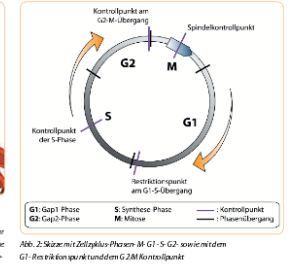 Kontrollpunkt am
G2-M-Übergang
Spindelkontrollpunkt
G2
M
S
G1
Kontrollpunkt
der S-Phase
Restriktionspunkt
am G1-S-Übergang
G1: Gap1-Phase S: Synthese-Phase : Kontrollpunkt
G2: Gap2-Phase M: Mitose : Phasenübergang
Abb. 2: Skizze mit Zellzyklus-Phasen- M- G1- S- G2- sowie mit dem
G1- Restriktionspunkt und dem G2/M Kontrollpunkt